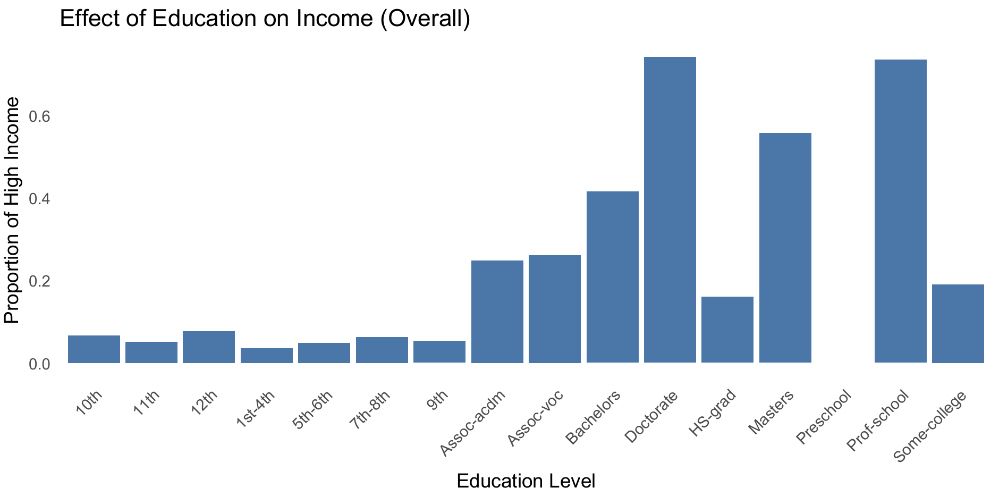 Effect of Education on Income (Overall)
Proportion of High Income
0.6
0.4
0.2
0.0
10th
11th
12th
1st-4th
5th-6th
7th-8th
9th
Assoc-acdm
Assoc-voc
Bachelors
Doctorate
HS-grad
Masters
Preschool
Prof-school
Some-college
Education Level